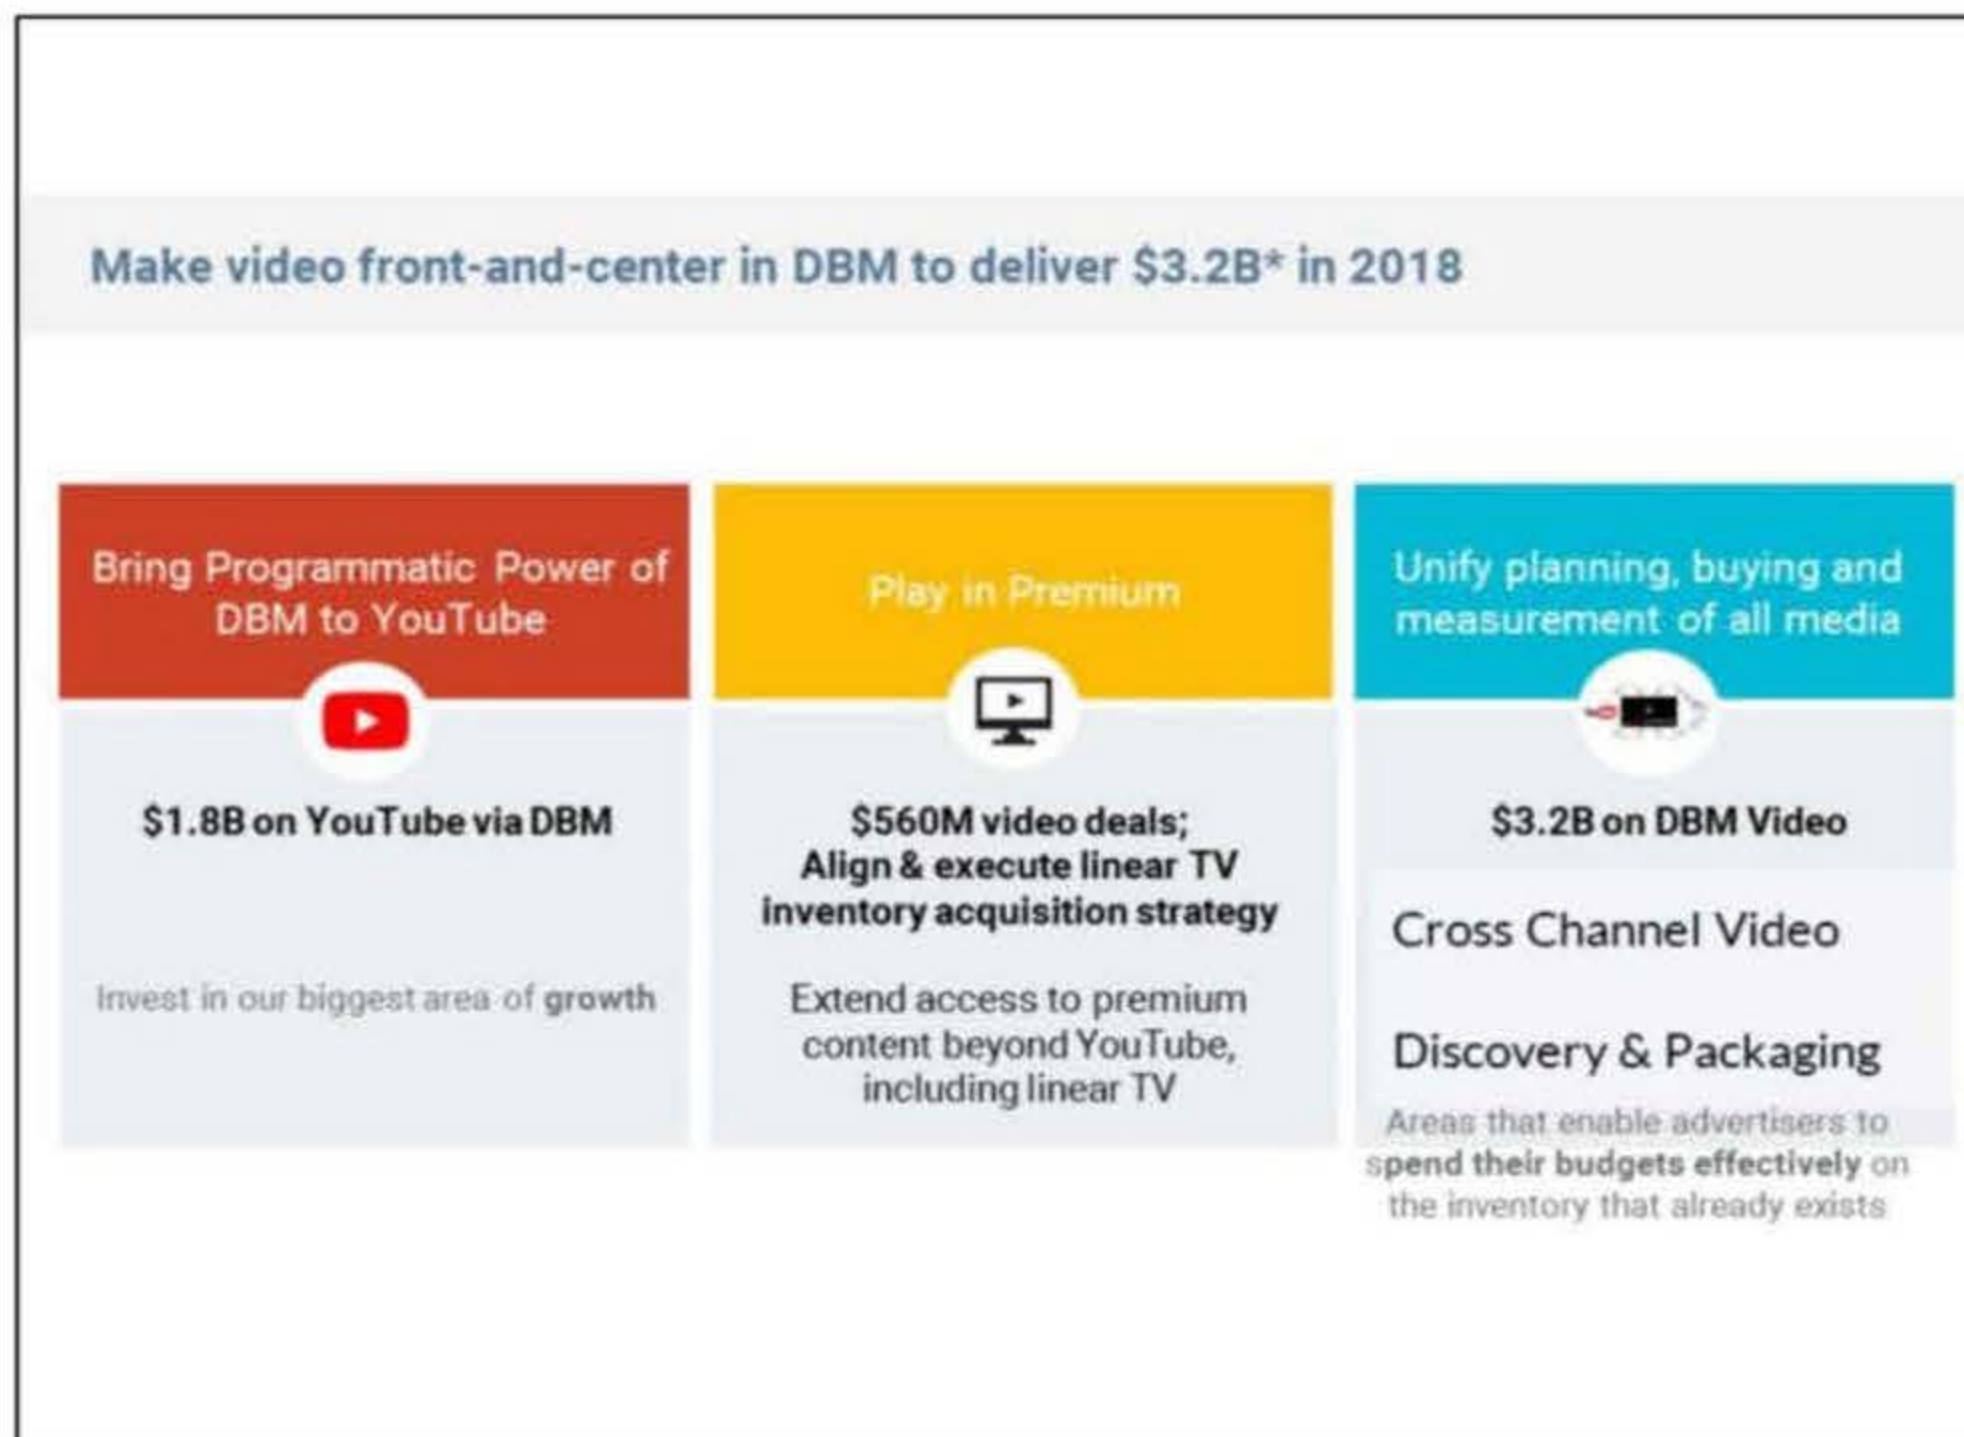 Make video front-and-center in DBM to deliver $3.2B* in 2018
Bring Programmatic Power of
DBM to YouTube
$1.8B on YouTube via DBM
Invest in our biggest area of growth
Play in Premium
$560M video deals;
Align & execute linear TV
inventory acquisition strategy
Extend access to premium
content beyond YouTube,
including linear TV
Unify planning, buying and
measurement of all media
$3.2B on DBM Video
Cross Channel Video
Discovery & Packaging
Areas that enable advertisers to
spend their budgets effectively on
the inventory that already exists